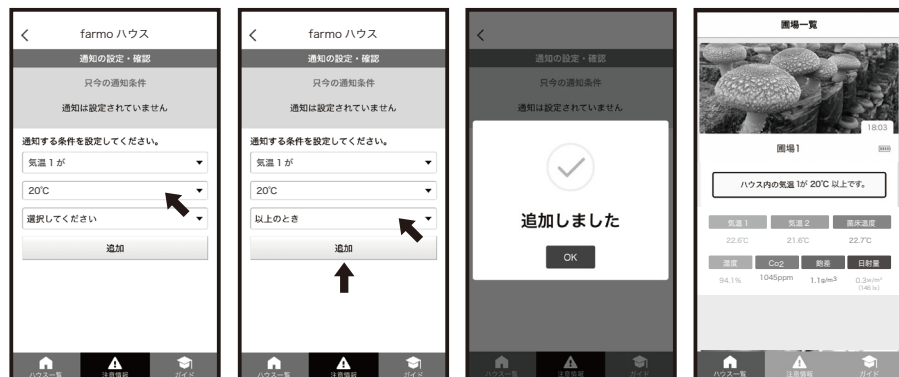 farmo ハウス
通知の設定・確認
只今の通知条件
通知は設定されていません
通知する条件を設定してください。
気温 1 が
20℃
選択してください
追加
ハウス一覧
注意情報
ガイド
farmo ハウス
通知の設定・確認
只今の通知条件
通知は設定されていません
通知する条件を設定してください。
気温 1 が
20℃
以上のとき
追加
ハウス一覧
注意情報
ガイド
通知の設定・確認
只今の通知条件
通知は設定されていません
追加しました
OK
ハウス一覧
注意情報
ガイド
圃場一覧
18:03
圃場1
ハウス内の気温 1が 20℃ 以上です。
気温 1 気温 2 菌床温度
22.6℃ 21.6℃ 22.7℃
湿度 Co2 飽差 日射量
94.1% 1045ppm 1.1g/m³ 0.3w/m²
(146 lx)
ハウス一覧
注意情報
ガイド